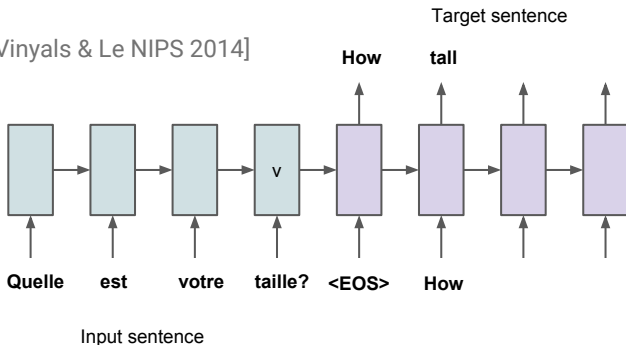 Target sentence
Vinyals & Le NIPS 2014]
How tall
v
Quelle est votre taille? <EOS> How
Input sentence